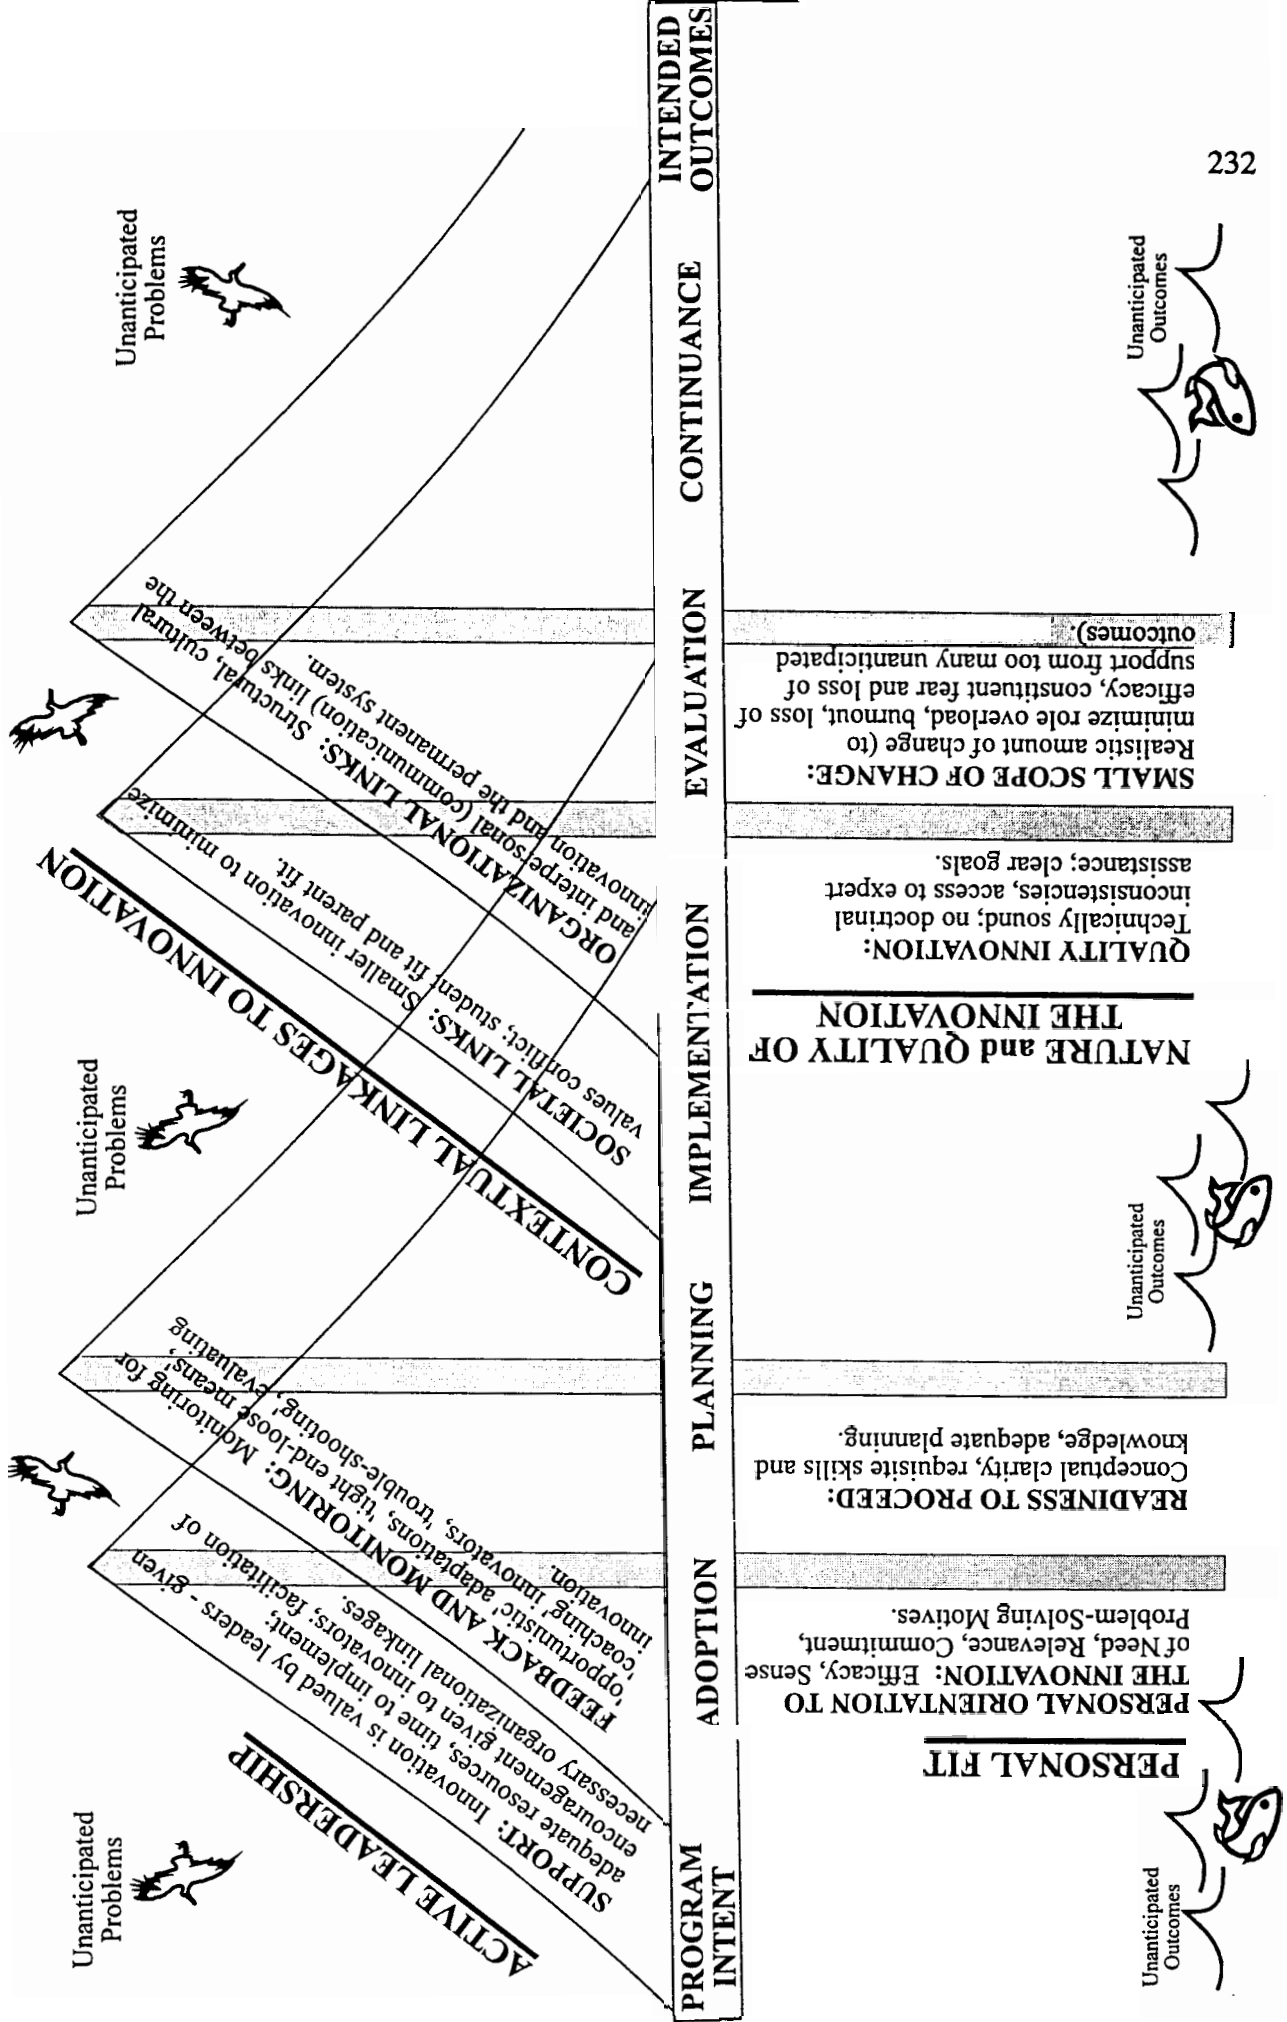 232
Unanticipated
Problems
Unanticipated
Problems
Unanticipated
Problems
ACTIVE LEADERSHIP
SUPPORT: Innovation is valued by leaders - given
adequate resources, time to implement;
encouragement given to innovators; facilitation of
necessary organizational linkages.
FEEDBACK AND MONITORING: Monitoring for
'opportunistic' adaptations, 'tight end-loose means',
'coaching' innovators, 'trouble-shooting', evaluating
innovation.
CONTEXTUAL LINKAGES TO INNOVATION
SOCIETAL LINKS: Smaller innovation to minimize
values conflict; student fit and parent fit.
ORGANIZATIONAL LINKS: Structural, cultural
and interpersonal (communication) links between the
innovation and the permanent system.
PROGRAM
INTENT
ADOPTION
PLANNING
IMPLEMENTATION
EVALUATION
CONTINUANCE
INTENDED
OUTCOMES
PERSONAL FIT
PERSONAL ORIENTATION TO
THE INNOVATION: Efficacy, Sense
of Need, Relevance, Commitment,
Problem-Solving Motives.
READINESS TO PROCEED:
Conceptual clarity, requisite skills and
knowledge, adequate planning.
NATURE and QUALITY OF
THE INNOVATION
QUALITY INNOVATION:
Technically sound; no doctrinal
inconsistencies, access to expert
assistance; clear goals.
SMALL SCOPE OF CHANGE:
Realistic amount of change (to
minimize role overload, burnout, loss of
efficacy, constituent fear and loss of
support from too many unanticipated
outcomes).
Unanticipated
Outcomes
Unanticipated
Outcomes
Unanticipated
Outcomes